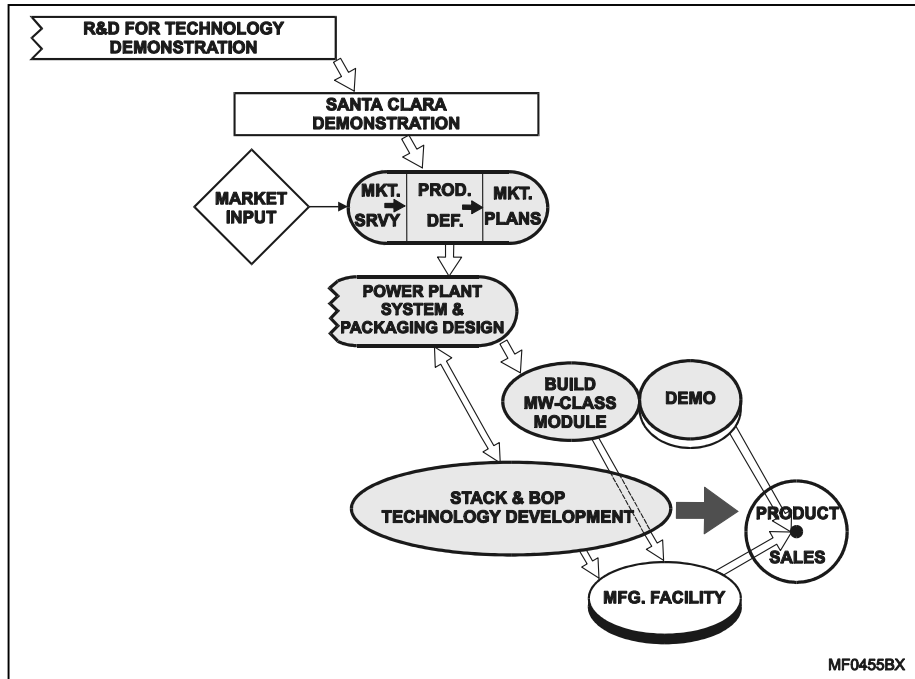 R&D FOR TECHNOLOGY
DEMONSTRATION
SANTA CLARA
DEMONSTRATION
MARKET
INPUT
MKT.
SRVY
PROD.
DEF.
MKT.
PLANS
POWER PLANT
SYSTEM &
PACKAGING DESIGN
BUILD
MW-CLASS
MODULE
DEMO
STACK & BOP
TECHNOLOGY DEVELOPMENT
PRODUCT
SALES
MFG. FACILITY
MF0455BX